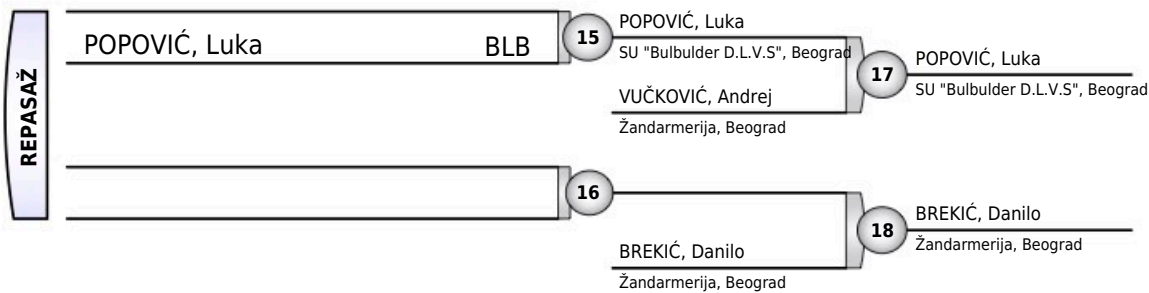 REPASAŽ
POPOVIĆ, Luka BLB
15
POPOVIĆ, Luka
SU "Bulbulder D.L.V.S", Beograd
VUČKOVIĆ, Andrej
Žandarmerija, Beograd
17
POPOVIĆ, Luka
SU "Bulbulder D.L.V.S", Beograd
16
BREKIĆ, Danilo
Žandarmerija, Beograd
18
BREKIĆ, Danilo
Žandarmerija, Beograd